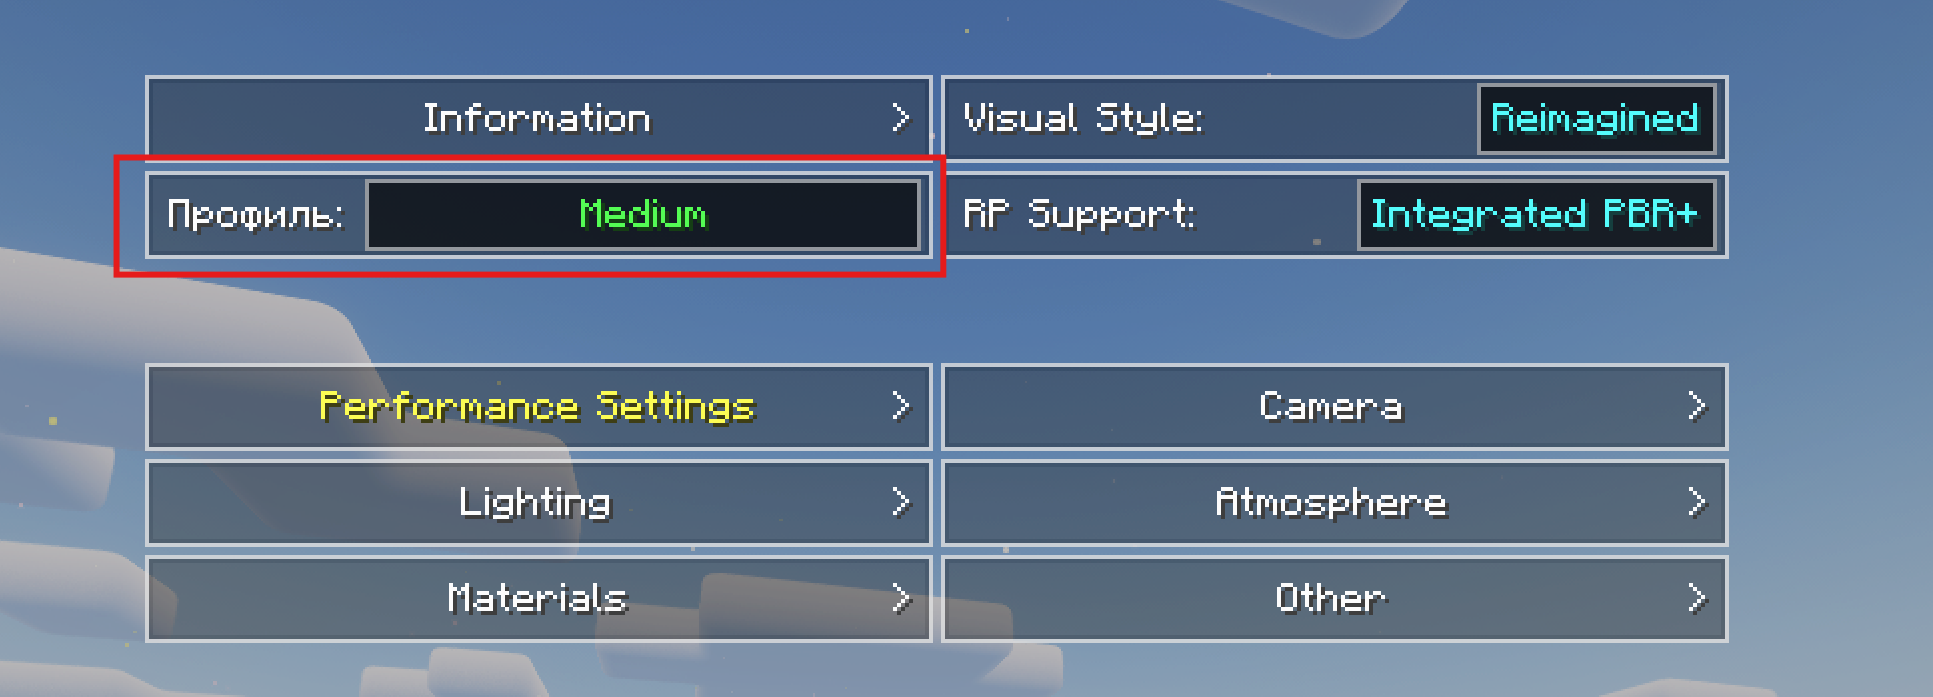 Information >
Visual Style: Reimagined
Профиль: Medium
RP Support: Integrated PBR+
Performance Settings >
Camera >
Lighting >
Atmosphere >
Materials >
Other >